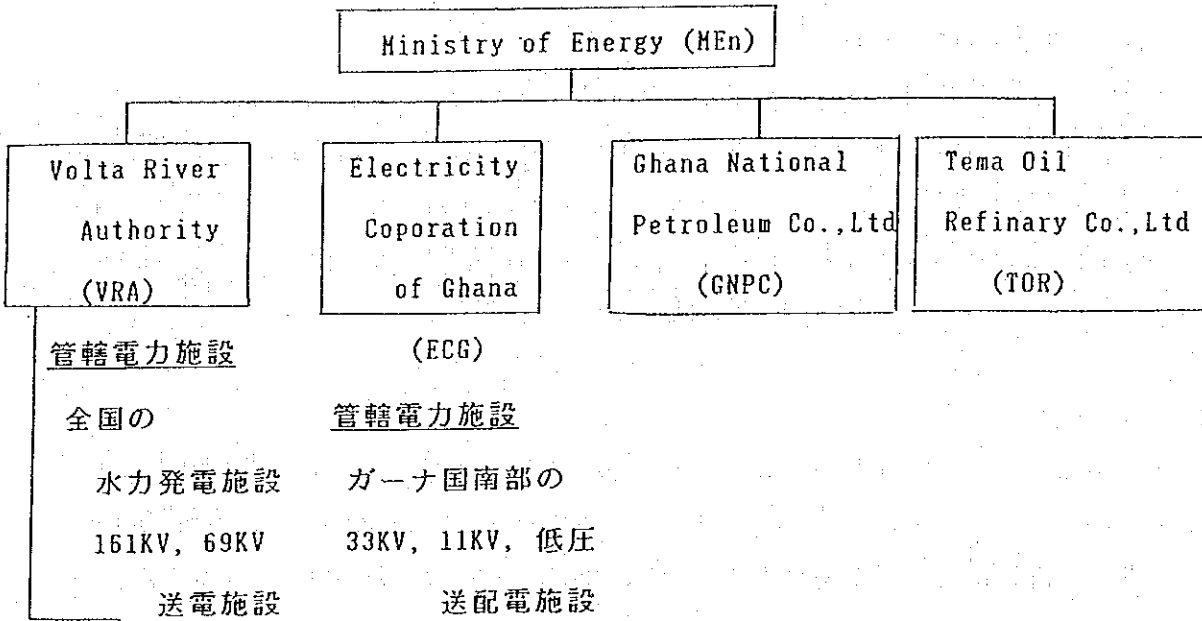 Ministry of Energy (MEn)
Volta River
Authority
(VRA)
Electricity
Coporation
of Ghana
(ECG)
Ghana National
Petroleum Co.,Ltd
(GNPC)
Tema Oil
Refinary Co.,Ltd
(TOR)
管轄電力施設
全国の
水力発電施設
161KV, 69KV
送電施設
管轄電力施設
ガーナ国南部の
33KV, 11KV, 低圧
送配電施設